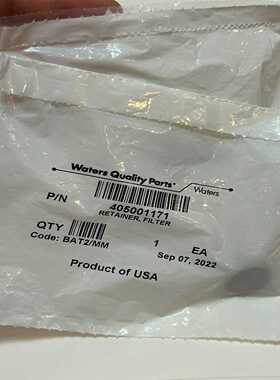 Waters Quality Parts
Waters
P/N
405001171
RETAINER, FILTER
QTY 1 EA
Code: BAT2/MM Sep 07, 2022
Product of USA